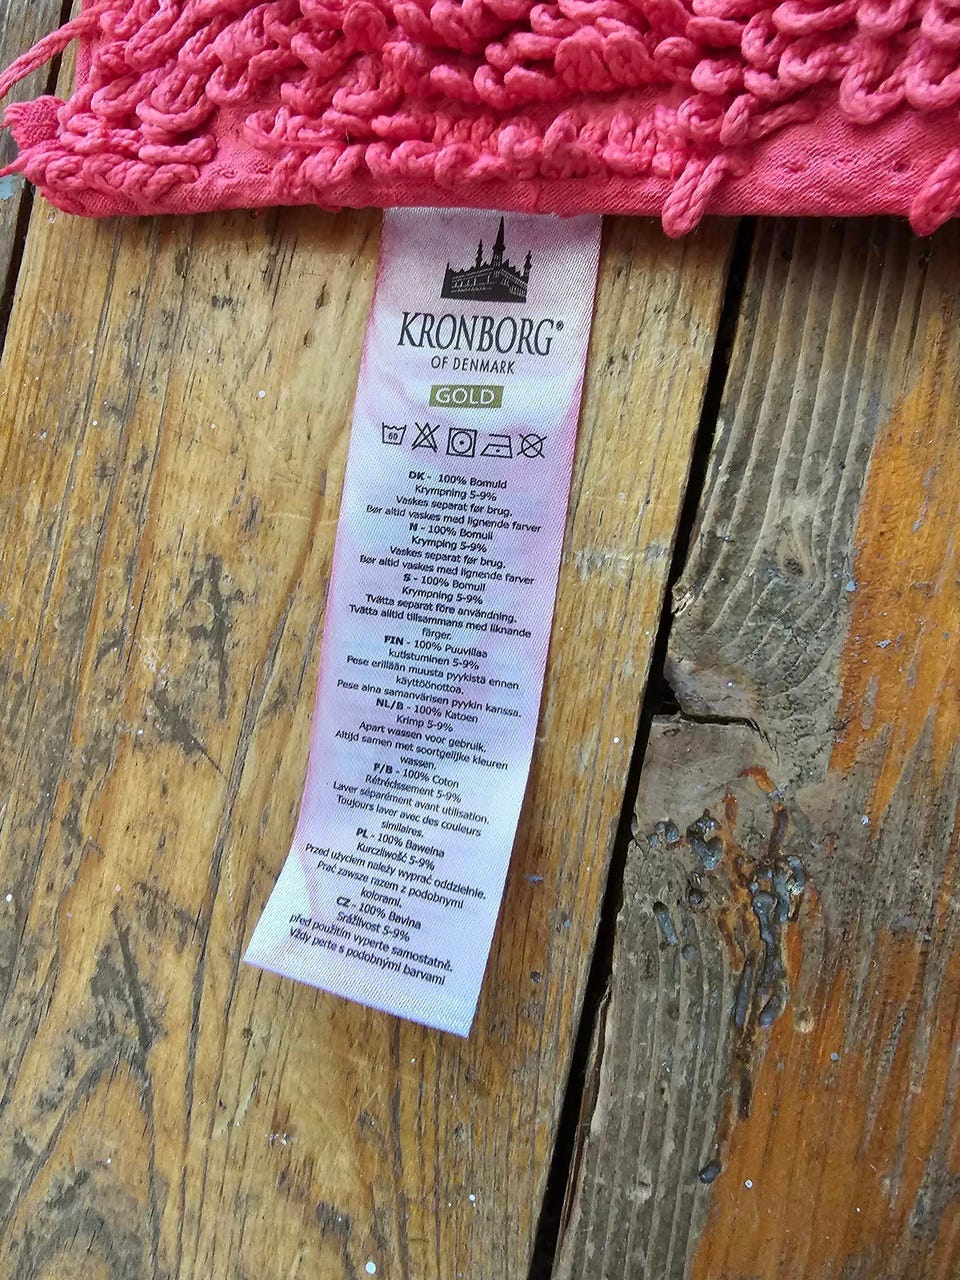 KRONBORG®
OF DENMARK
GOLD
60
DK - 100% Bomuld
Krympning 5-9%
Vaskes separat før brug.
Bør altid vaskes med lignende farver
N - 100% Bomull
Krymping 5-9%
Vaskes separat før brug.
Bør altid vaskes med lignende farver
S - 100% Bomull
Krympning 5-9%
Tvätta separat före användning.
Tvätta alltid tillsammans med liknande
färger.
FIN - 100% Puuvillaa
kutistuminen 5-9%
Pese erillään muusta pyykistä ennen
käyttöönottoa.
Pese aina samanvärisen pyykin kanssa.
NL/B - 100% Katoen
Krimp 5-9%
Apart wassen voor gebruik.
Altijd samen met soortgelijke kleuren
wassen.
F/B - 100% Coton
Rétrécissement 5-9%
Laver séparément avant utilisation.
Toujours laver avec des couleurs
similaires.
PL - 100% Bawełna
Kurczliwość 5-9%
Przed użyciem należy wyprać oddzielnie.
Prać zawsze razem z podobnymi
kolorami.
CZ - 100% Bavlna
Srážlivost 5-9%
před použitím vyperte samostatně.
Vždy perte s podobnými barvami